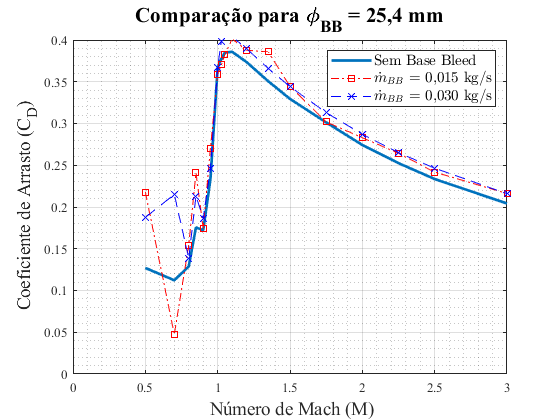 Comparação para ϕBB = 25,4 mm
Coeficiente de Arrasto (CD)
0.4
0.35
0.3
0.25
0.2
0.15
0.1
0.05
0
Sem Base Bleed
ṁBB = 0,015 kg/s
ṁBB = 0,030 kg/s
0 0.5 1 1.5 2 2.5 3
Número de Mach (M)